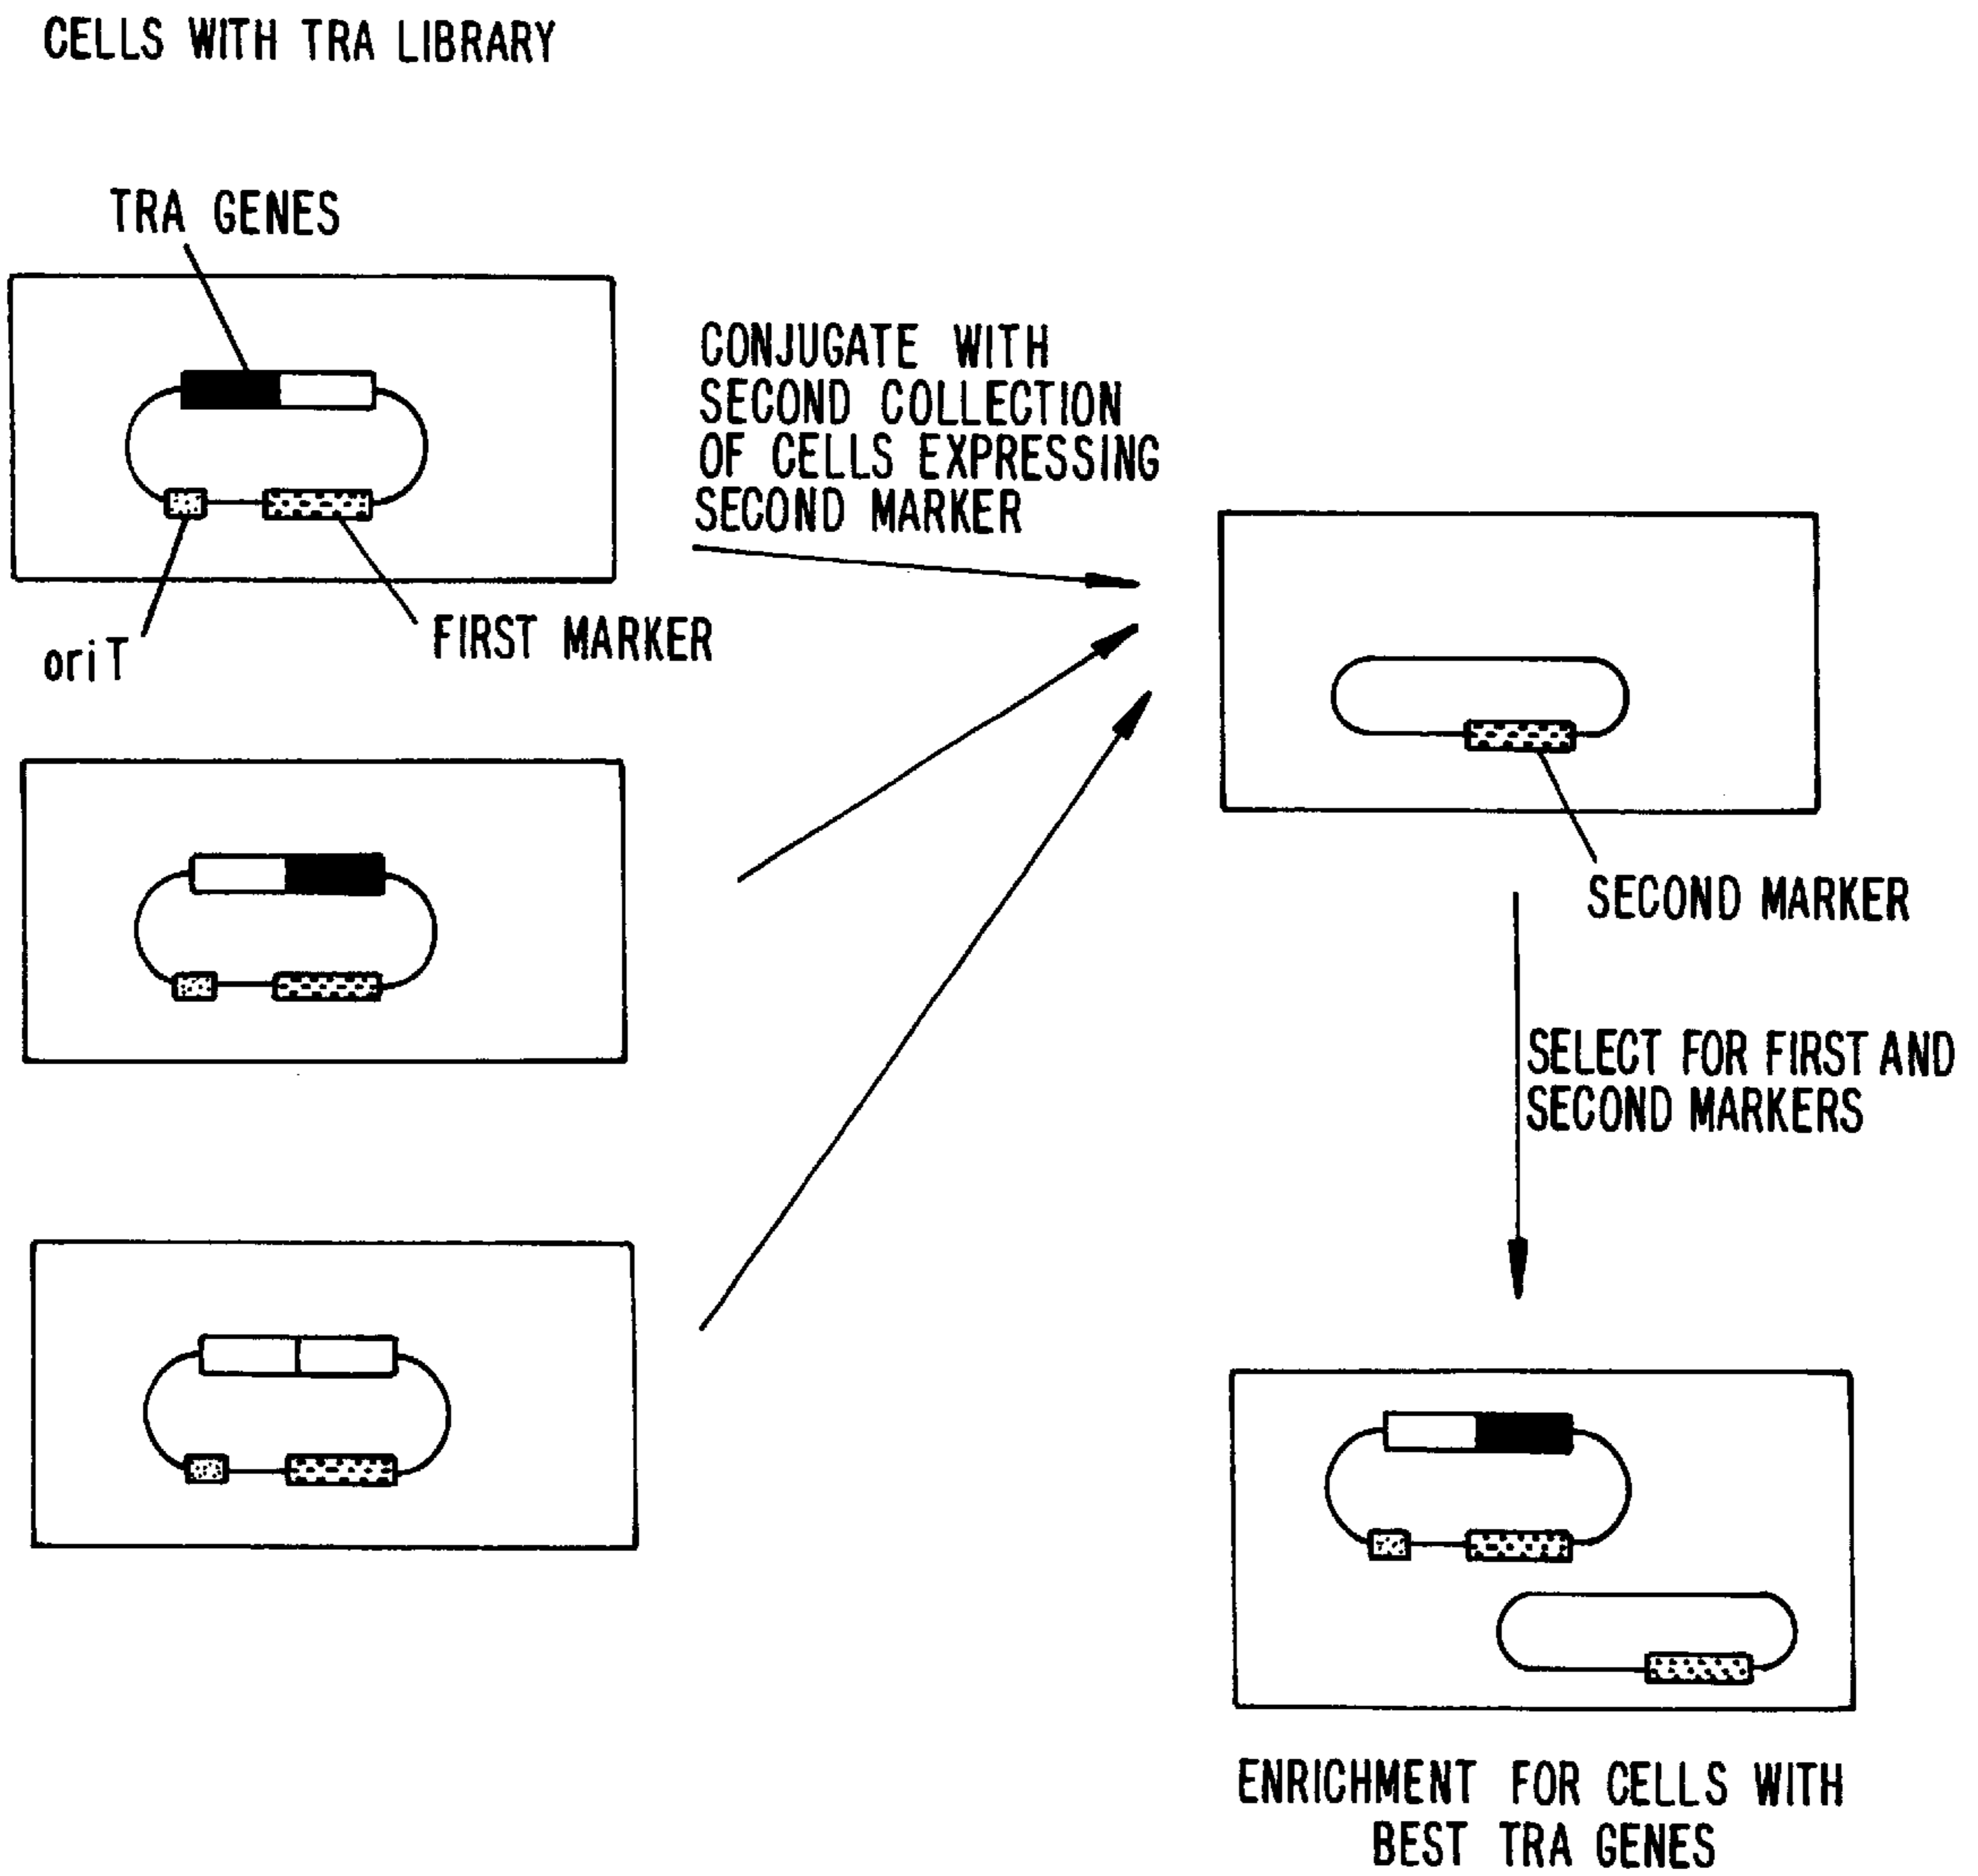 CELLS WITH TRA LIBRARY
TRA GENES
CONJUGATE WITH
SECOND COLLECTION
OF CELLS EXPRESSING
SECOND MARKER
oriT
FIRST MARKER
SECOND MARKER
SELECT FOR FIRST AND
SECOND MARKERS
ENRICHMENT FOR CELLS WITH
BEST TRA GENES